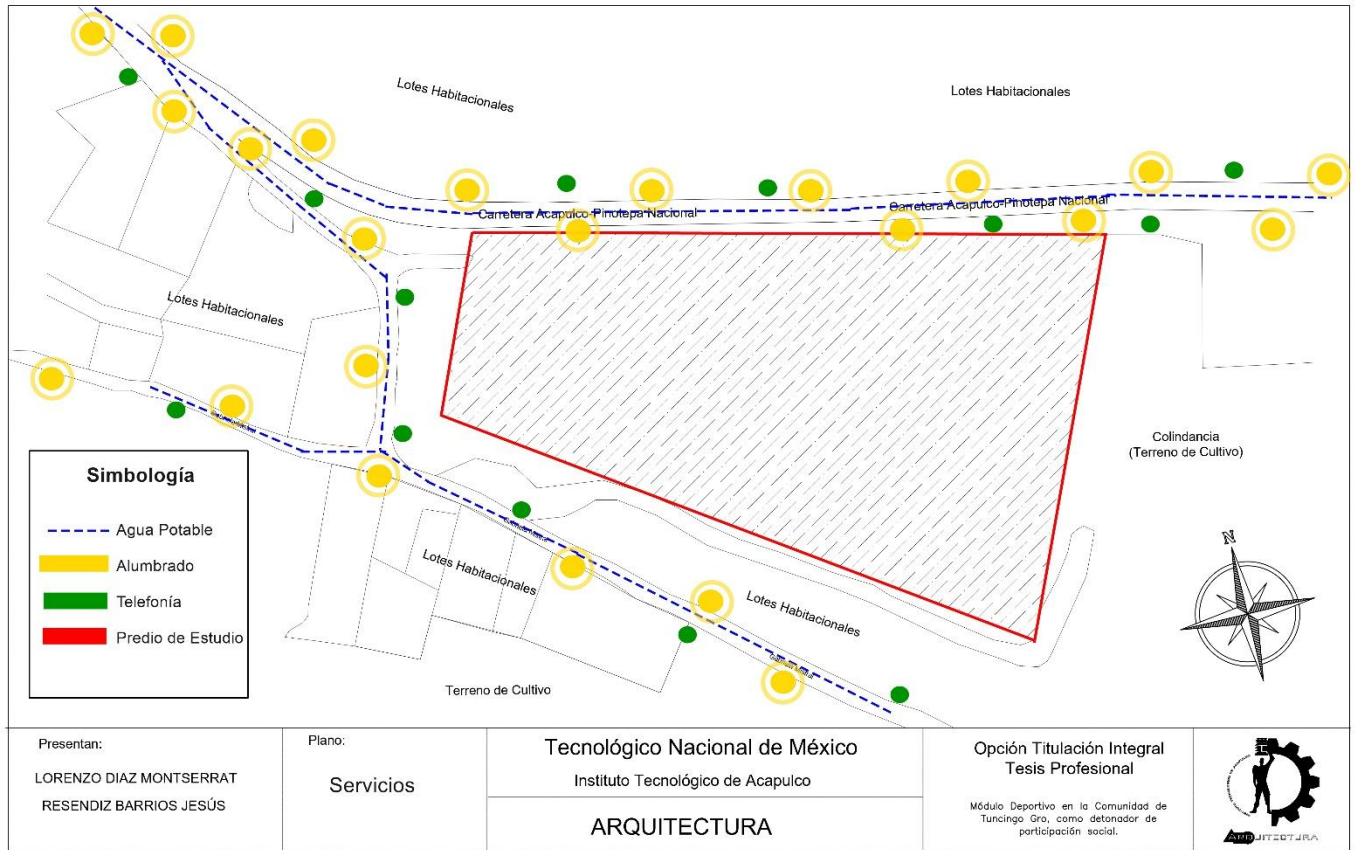 Lotes Habitacionales
Lotes Habitacionales
Carretera Acapulco-Pinotepa Nacional
Carretera Acapulco-Pinotepa Nacional
Lotes Habitacionales
Colindancia
(Terreno de Cultivo)
Simbología
Agua Potable
Alumbrado
Telefonía
Predio de Estudio
N
Lotes Habitacionales
Lotes Habitacionales
Terreno de Cultivo
Presentan:
LORENZO DIAZ MONTSERRAT
RESENDIZ BARRIOS JESÚS
Plano:
Servicios
Tecnológico Nacional de México
Instituto Tecnológico de Acapulco
ARQUITECTURA
Opción Titulación Integral
Tesis Profesional
Módulo Deportivo en la Comunidad de
Tuncingo Gro, como detonador de
participación social.
ARQUITECTURA